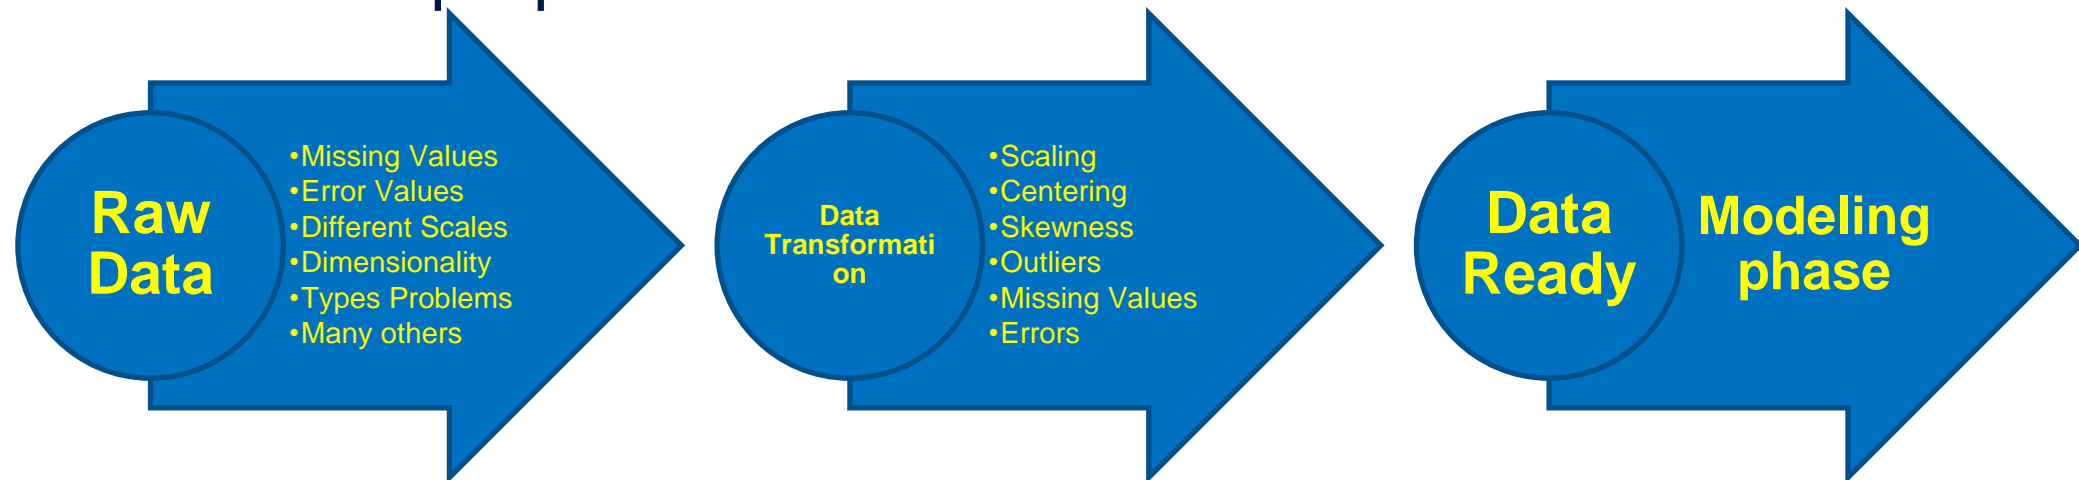 Raw
Data
•Missing Values
•Error Values
•Different Scales
•Dimensionality
•Types Problems
•Many others
Data
Transformati
on
•Scaling
•Centering
•Skewness
•Outliers
•Missing Values
•Errors
Data
Ready
Modeling
phase